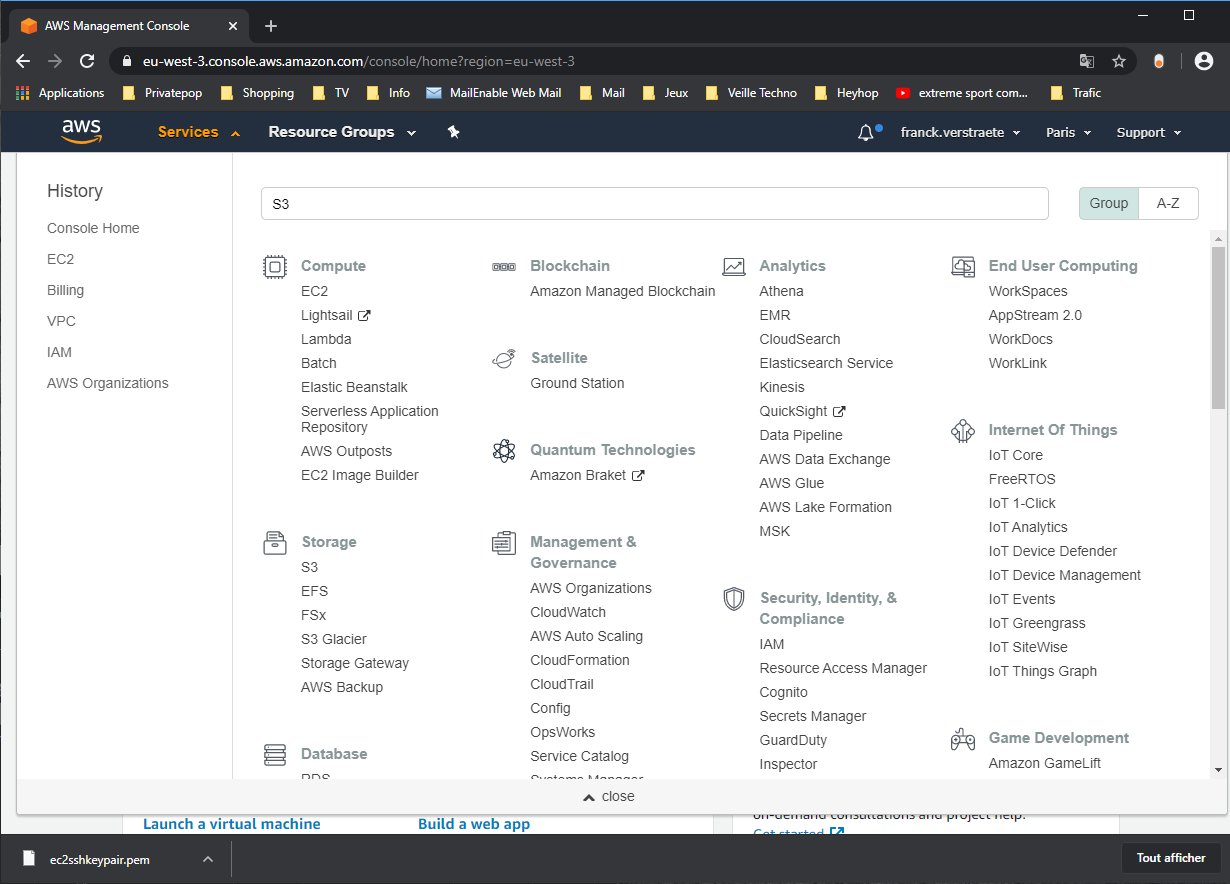 AWS Management Console
eu-west-3.console.aws.amazon.com/console/home?region=eu-west-3
Applications Privatepop Shopping TV Info MailEnable Web Mail Mail Jeux Veille Techno Heyhop extreme sport com... Trafic
aws Services Resource Groups franck.verstraete Paris Support
History
Console Home
EC2
Billing
VPC
IAM
AWS Organizations
S3
Group A-Z
Compute
EC2
Lightsail
Lambda
Batch
Elastic Beanstalk
Serverless Application
Repository
AWS Outposts
EC2 Image Builder
Storage
S3
EFS
FSx
S3 Glacier
Storage Gateway
AWS Backup
Database
RDS
Blockchain
Amazon Managed Blockchain
Satellite
Ground Station
Quantum Technologies
Amazon Braket
Management &
Governance
AWS Organizations
CloudWatch
AWS Auto Scaling
CloudFormation
CloudTrail
Config
OpsWorks
Service Catalog
Systems Manager
Analytics
Athena
EMR
CloudSearch
Elasticsearch Service
Kinesis
QuickSight
Data Pipeline
AWS Data Exchange
AWS Glue
AWS Lake Formation
MSK
Security, Identity, &
Compliance
IAM
Resource Access Manager
Cognito
Secrets Manager
GuardDuty
Inspector
End User Computing
WorkSpaces
AppStream 2.0
WorkDocs
WorkLink
Internet Of Things
IoT Core
FreeRTOS
IoT 1-Click
IoT Analytics
IoT Device Defender
IoT Device Management
IoT Events
IoT Greengrass
IoT SiteWise
IoT Things Graph
Game Development
Amazon GameLift
close
Launch a virtual machine
Build a web app
on-demand consultations and project help.
Get started
ec2sshkeypair.pem
Tout afficher